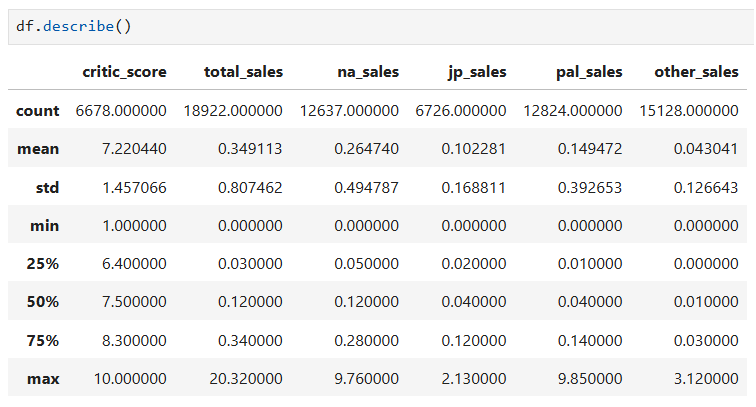 df.describe()
critic_score total_sales na_sales jp_sales pal_sales other_sales
count 6678.000000 18922.000000 12637.000000 6726.000000 12824.000000 15128.000000
mean 7.220440 0.349113 0.264740 0.102281 0.149472 0.043041
std 1.457066 0.807462 0.494787 0.168811 0.392653 0.126643
min 1.000000 0.000000 0.000000 0.000000 0.000000 0.000000
25% 6.400000 0.030000 0.050000 0.020000 0.010000 0.000000
50% 7.500000 0.120000 0.120000 0.040000 0.040000 0.010000
75% 8.300000 0.340000 0.280000 0.120000 0.140000 0.030000
max 10.000000 20.320000 9.760000 2.130000 9.850000 3.120000